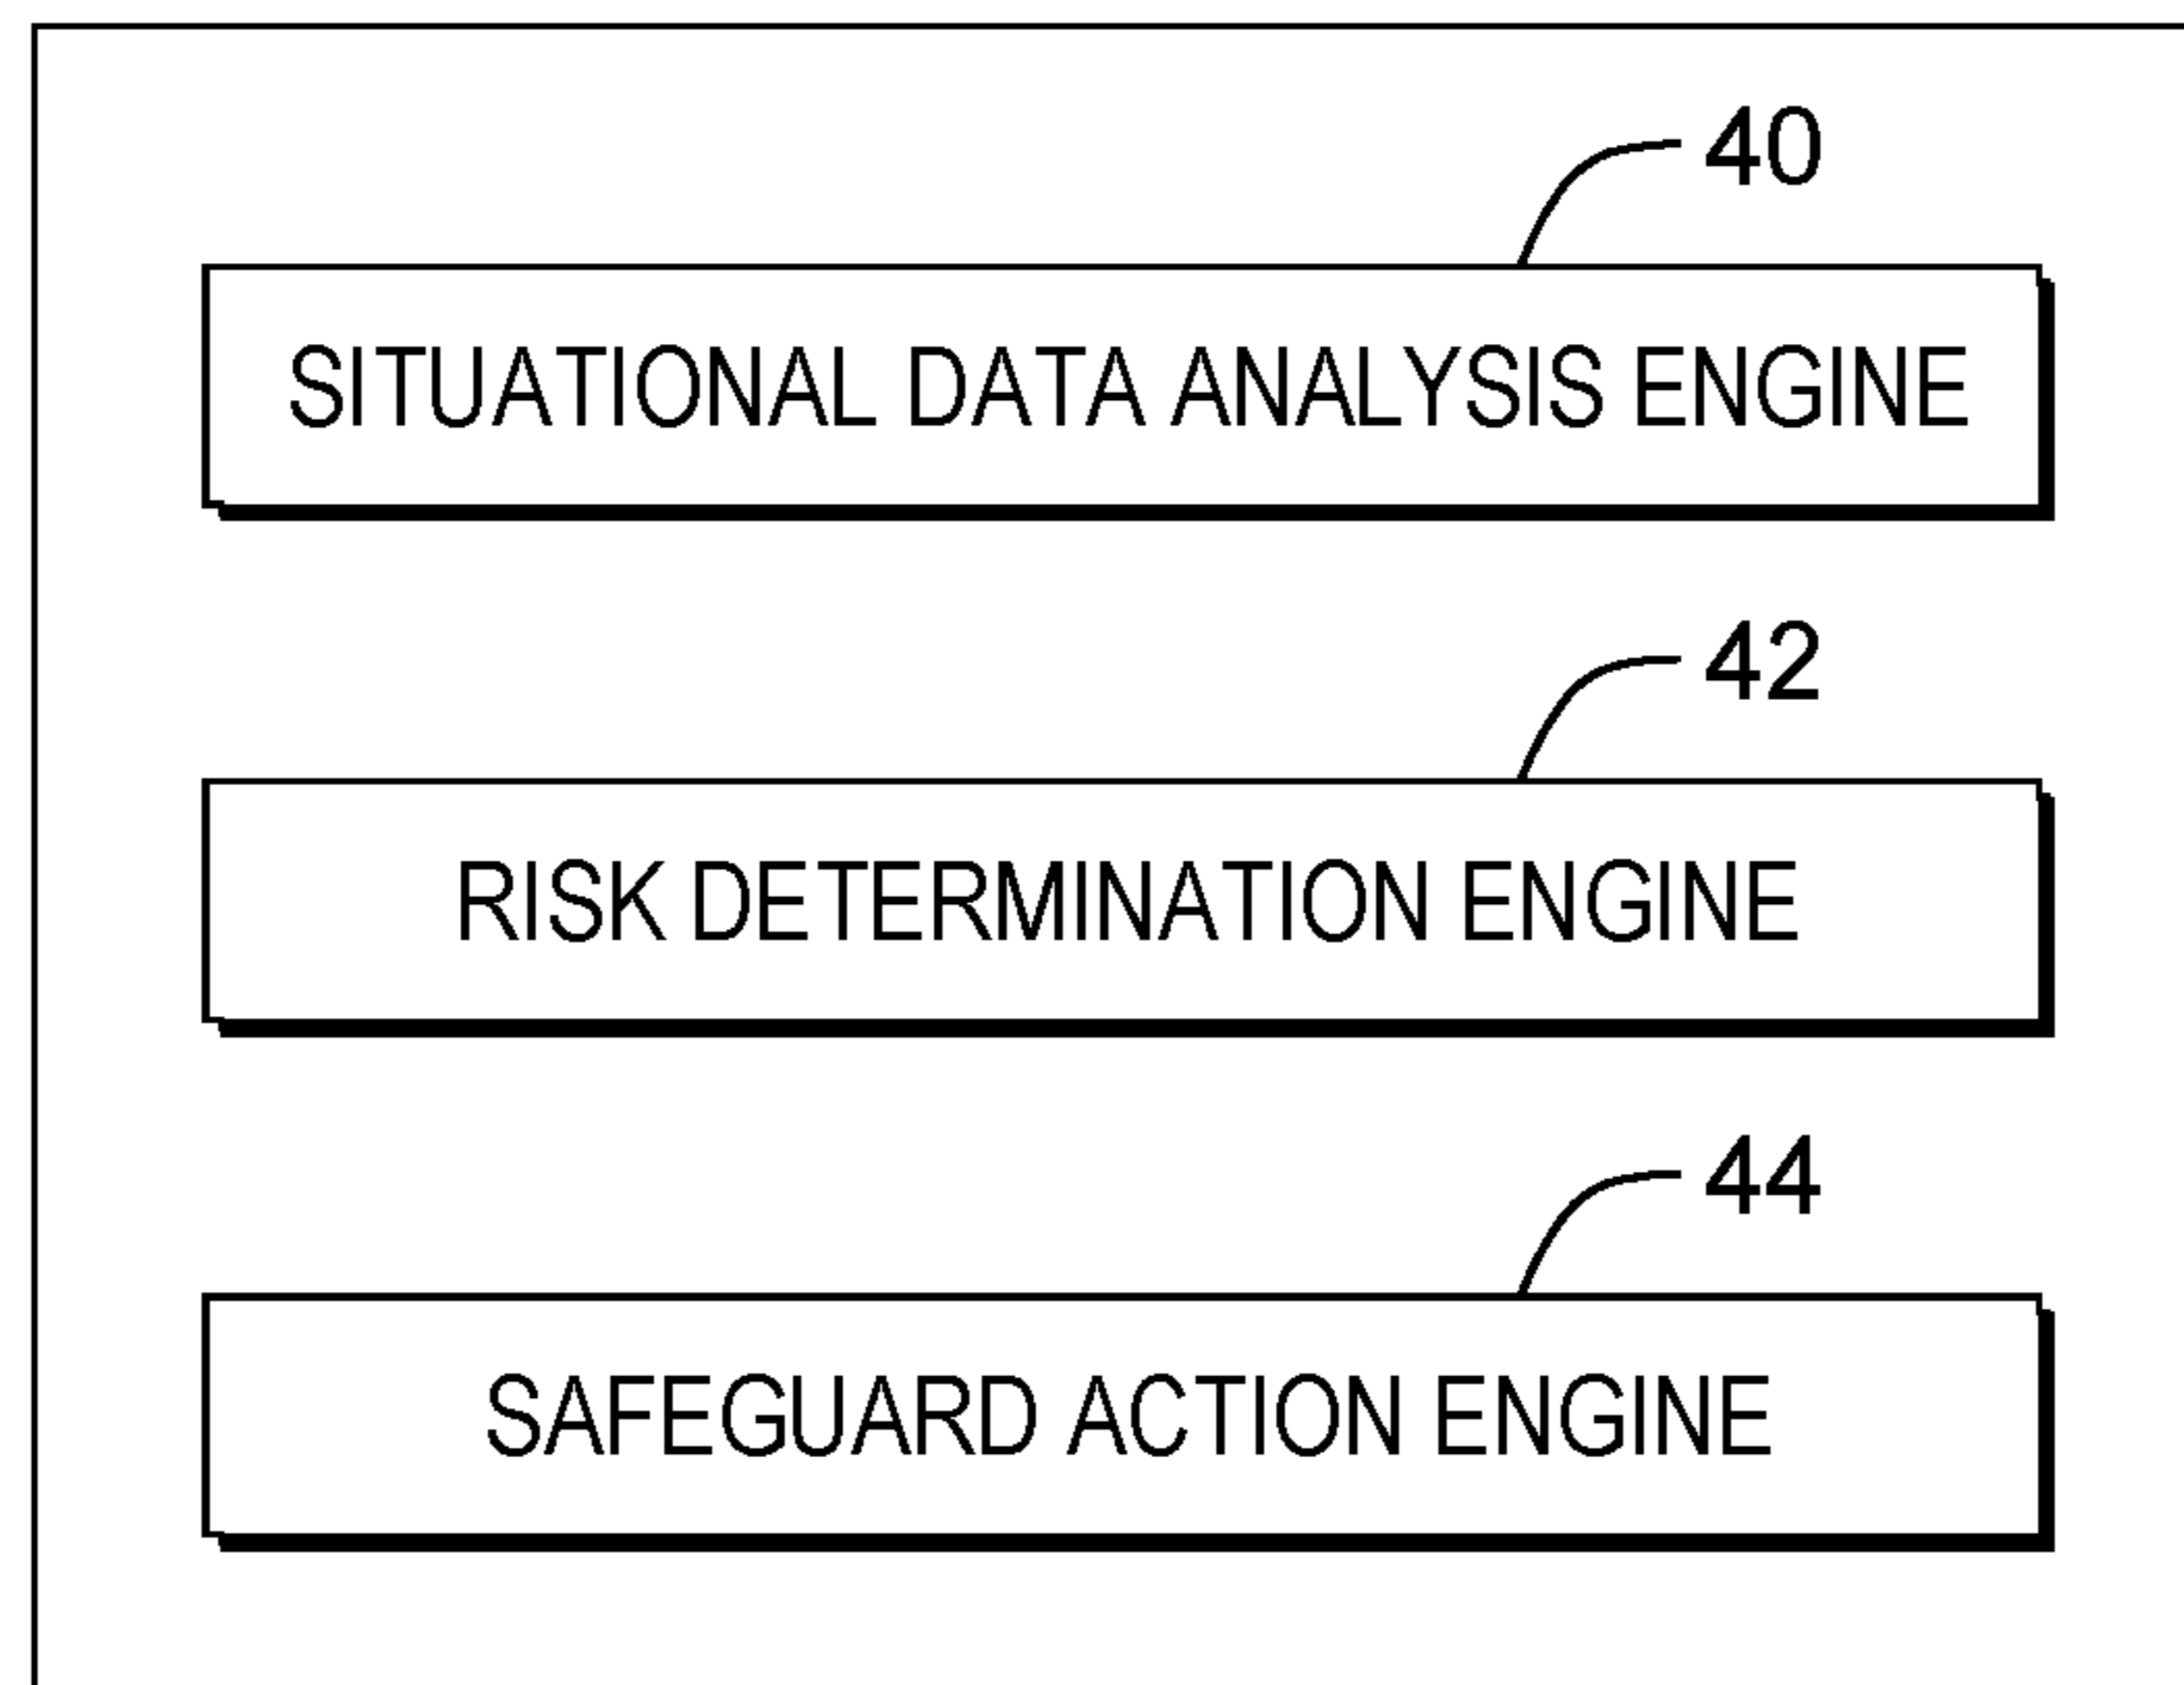 40
SITUATIONAL DATA ANALYSIS ENGINE
42
RISK DETERMINATION ENGINE
44
SAFEGUARD ACTION ENGINE